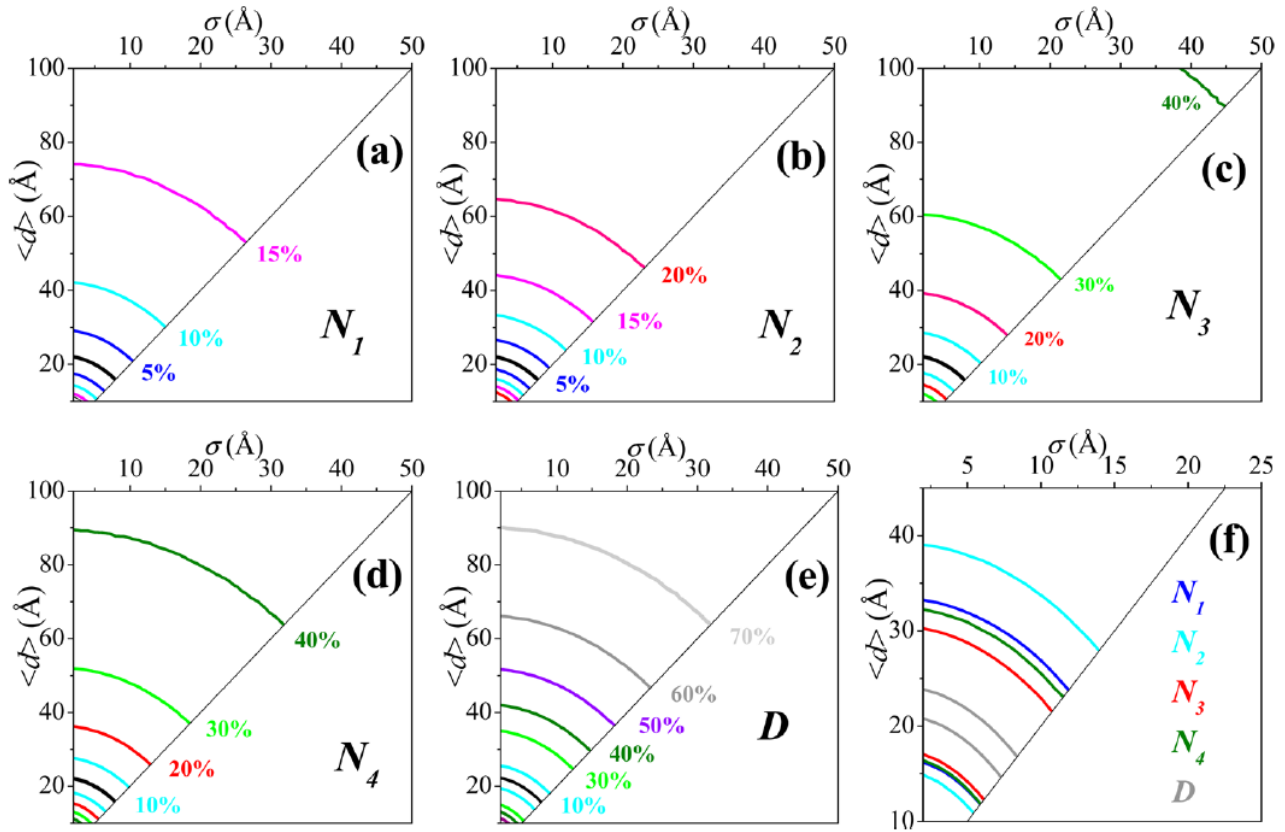 σ (Å)
10 20 30 40 50
100
80
60
40
20
<d> (Å)
(a)
15%
10%
5%
N1
σ (Å)
10 20 30 40 50
100
80
60
40
20
<d> (Å)
(b)
20%
15%
10%
5%
N2
σ (Å)
10 20 30 40 50
100
80
60
40
20
<d> (Å)
40%
(c)
30%
20%
10%
N3
σ (Å)
10 20 30 40 50
100
80
60
40
20
<d> (Å)
(d)
40%
30%
20%
10%
N4
σ (Å)
10 20 30 40 50
100
80
60
40
20
<d> (Å)
(e)
70%
60%
50%
40%
30%
10%
D
σ (Å)
5 10 15 20 25
40
30
20
10
<d> (Å)
(f)
N1
N2
N3
N4
D